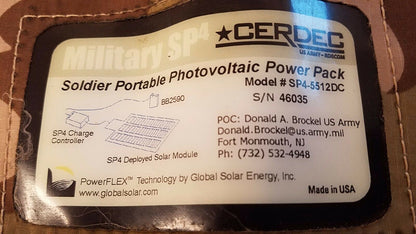 Military SP4
★CERDEC
US ARMY - RDECOM
Soldier Portable Photovoltaic Power Pack
Model # SP4-5512DC
S/N 46035
BB2590
SP4 Charge
Controller
SP4 Deployed Solar Module
POC: Donald A. Brockel US Army
Donald.Brockel@us.army.mil
Fort Monmouth, NJ
Ph: (732) 532-4948
PowerFLEX™ Technology by Global Solar Energy, Inc.
www.globalsolar.com
Made in USA